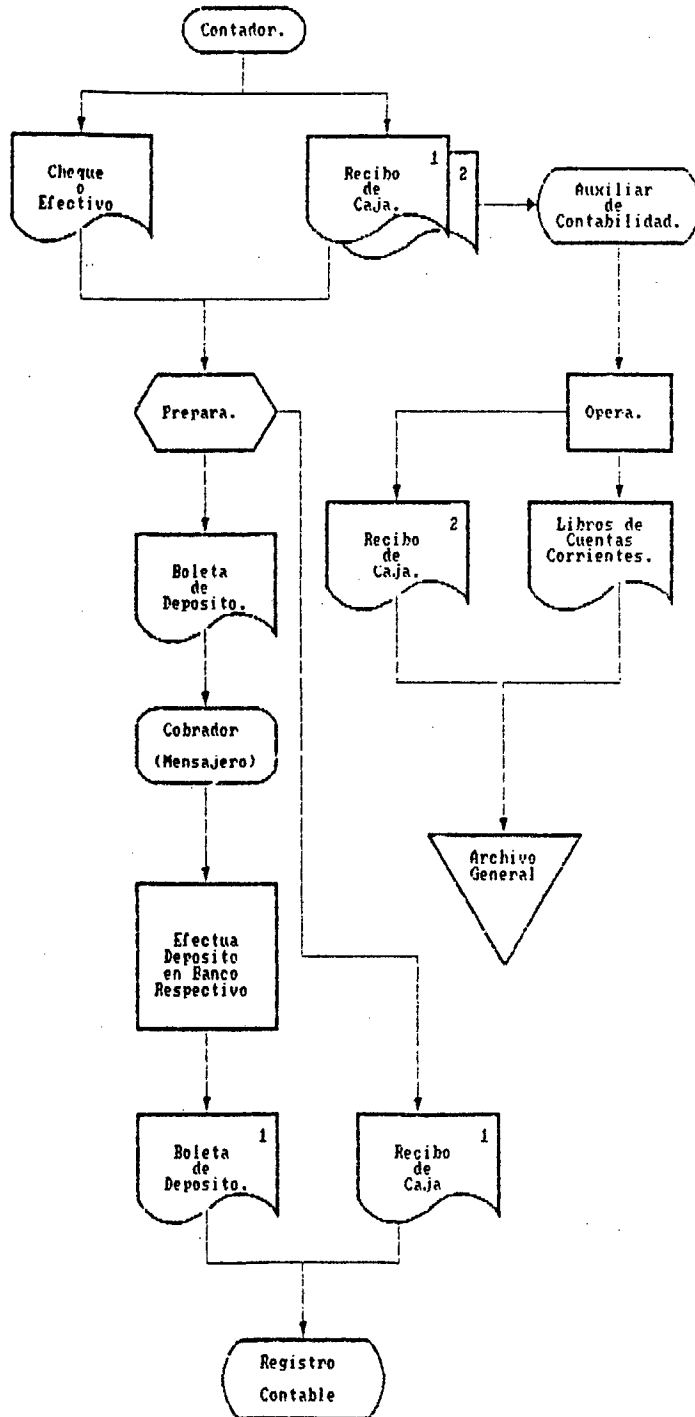 Contador.
Cheque
o
Efectivo
1
Recibo
de
Caja.
2
Auxiliar
de
Contabilidad.
Prepara.
Opera.
2
Recibo
de
Caja.
Libros de
Cuentas
Corrientes.
Boleta
de
Deposito.
Cobrador
(Mensajero)
Archivo
General
Efectua
Deposito
en Banco
Respectivo
1
Boleta
de
Deposito.
1
Recibo
de
Caja
Registro
Contable